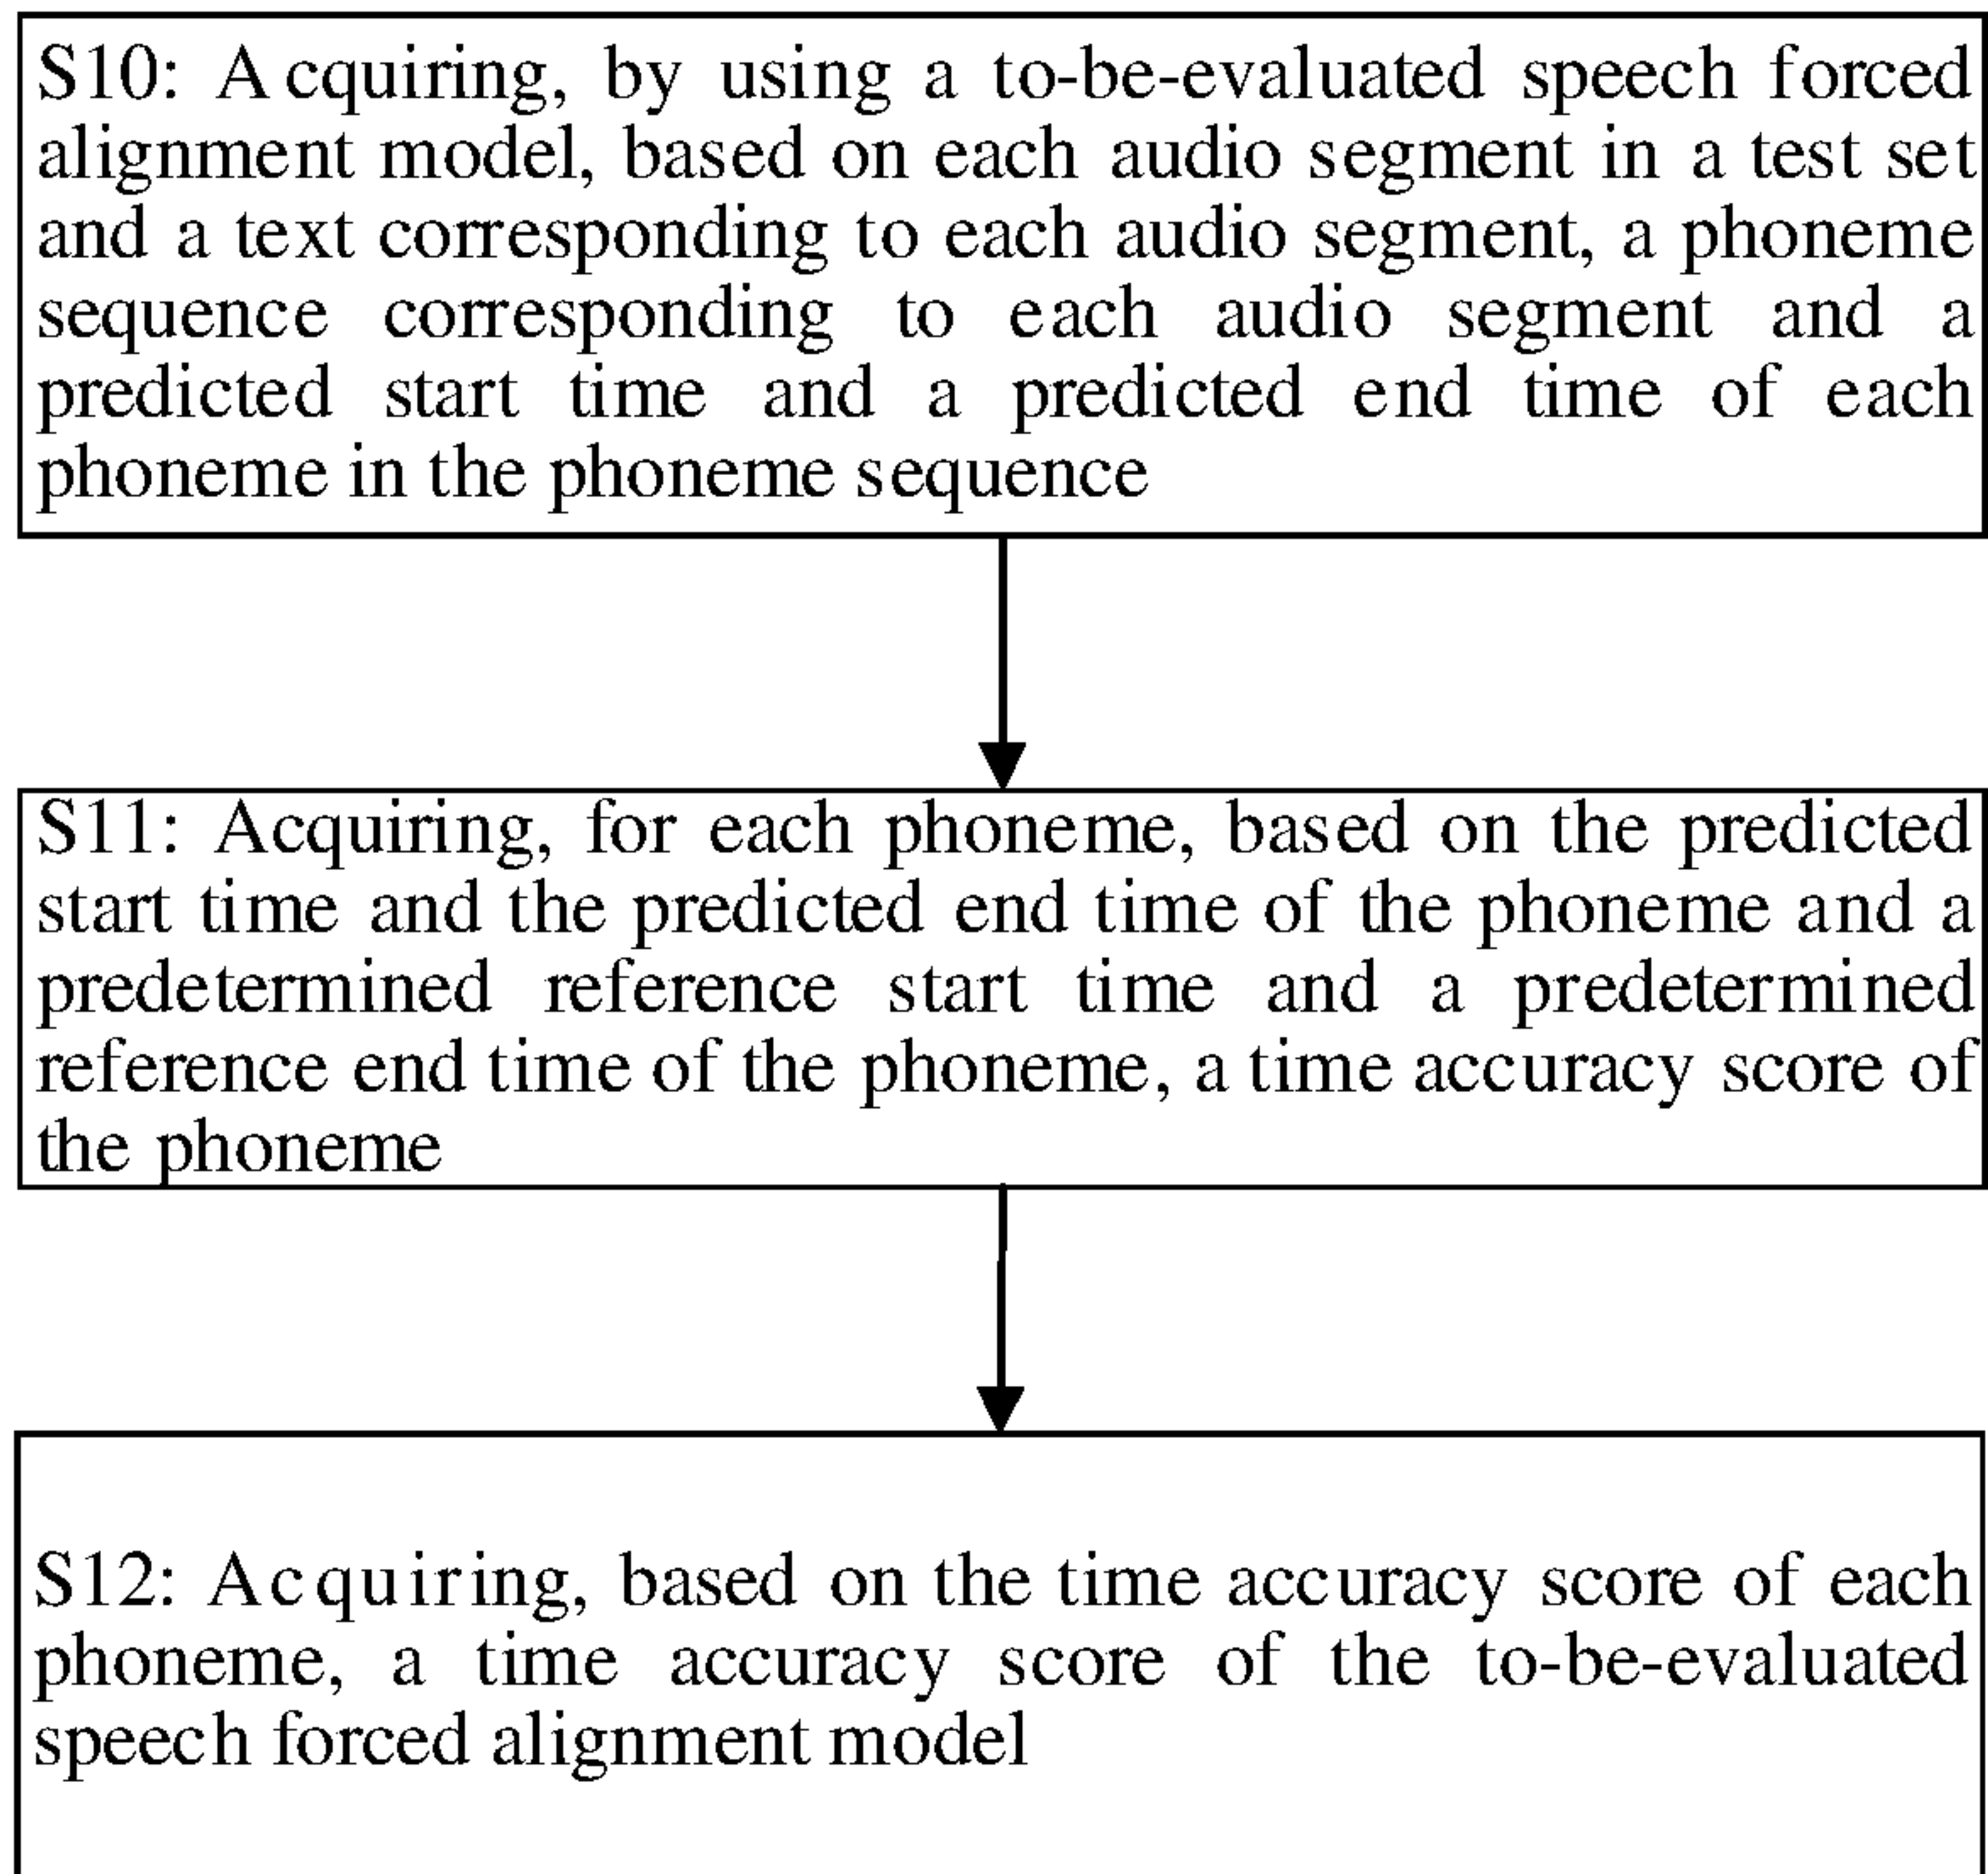 S10: Acquiring, by using a to-be-evaluated speech forced
alignment model, based on each audio segment in a test set
and a text corresponding to each audio segment, a phoneme
sequence corresponding to each audio segment and a
predicted start time and a predicted end time of each
phoneme in the phoneme sequence
S11: Acquiring, for each phoneme, based on the predicted
start time and the predicted end time of the phoneme and a
predetermined reference start time and a predetermined
reference end time of the phoneme, a time accuracy score of
the phoneme
S12: Acquiring, based on the time accuracy score of each
phoneme, a time accuracy score of the to-be-evaluated
speech forced alignment model